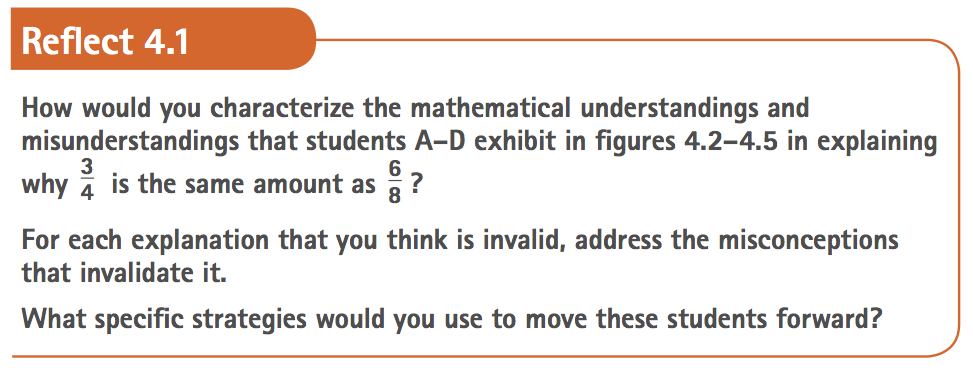 Reflect 4.1
How would you characterize the mathematical understandings and
misunderstandings that students A–D exhibit in figures 4.2–4.5 in explaining
why 3/4 is the same amount as 6/8 ?
For each explanation that you think is invalid, address the misconceptions
that invalidate it.
What specific strategies would you use to move these students forward?